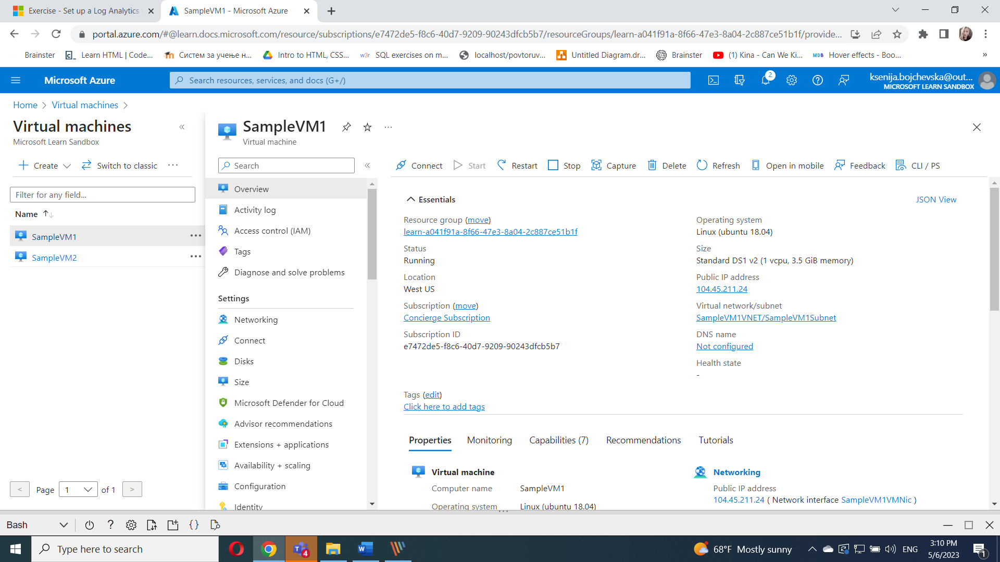 Exercise - Set up a Log Analytics
SampleVM1 - Microsoft Azure
portal.azure.com/#@learn.docs.microsoft.com/resource/subscriptions/e7472de5-f8c6-40d7-9209-90243dfcb5b7/resourceGroups/learn-a041f91a-8f66-47e3-8a04-2c887ce51b1f/provide...
Brainster
Learn HTML | Code...
Систем за учење н...
Intro to HTML, CSS...
SQL exercises on m...
localhost/povtoruv...
Untitled Diagram.dr...
Brainster
(1) Kina - Can We Ki...
Hover effects - Boo...
»
Microsoft Azure
Search resources, services, and docs (G+/)
2
ksenija.bojchevska@out...
MICROSOFT LEARN SANDBOX
Home > Virtual machines >
Virtual machines
Microsoft Learn Sandbox
Create
Switch to classic
Filter for any field...
Name
SampleVM1
SampleVM2
< Page 1 of 1 >
SampleVM1
Virtual machine
Search
Overview
Activity log
Access control (IAM)
Tags
Diagnose and solve problems
Settings
Networking
Connect
Disks
Size
Microsoft Defender for Cloud
Advisor recommendations
Extensions + applications
Availability + scaling
Configuration
Identity
Connect
Start
Restart
Stop
Capture
Delete
Refresh
Open in mobile
Feedback
CLI / PS
Essentials
JSON View
Resource group (move)
learn-a041f91a-8f66-47e3-8a04-2c887ce51b1f
Status
Running
Location
West US
Subscription (move)
Concierge Subscription
Subscription ID
e7472de5-f8c6-40d7-9209-90243dfcb5b7
Operating system
Linux (ubuntu 18.04)
Size
Standard DS1 v2 (1 vcpu, 3.5 GiB memory)
Public IP address
104.45.211.24
Virtual network/subnet
SampleVM1VNET/SampleVM1Subnet
DNS name
Not configured
Health state
-
Tags (edit)
Click here to add tags
Properties
Monitoring
Capabilities (7)
Recommendations
Tutorials
Virtual machine
Computer name SampleVM1
Operating system Linux (ubuntu 18.04)
Networking
Public IP address
104.45.211.24 ( Network interface SampleVM1VMNic )
Bash
?
{}
Type here to search
4
68°F Mostly sunny
ENG
3:10 PM
5/6/2023
1